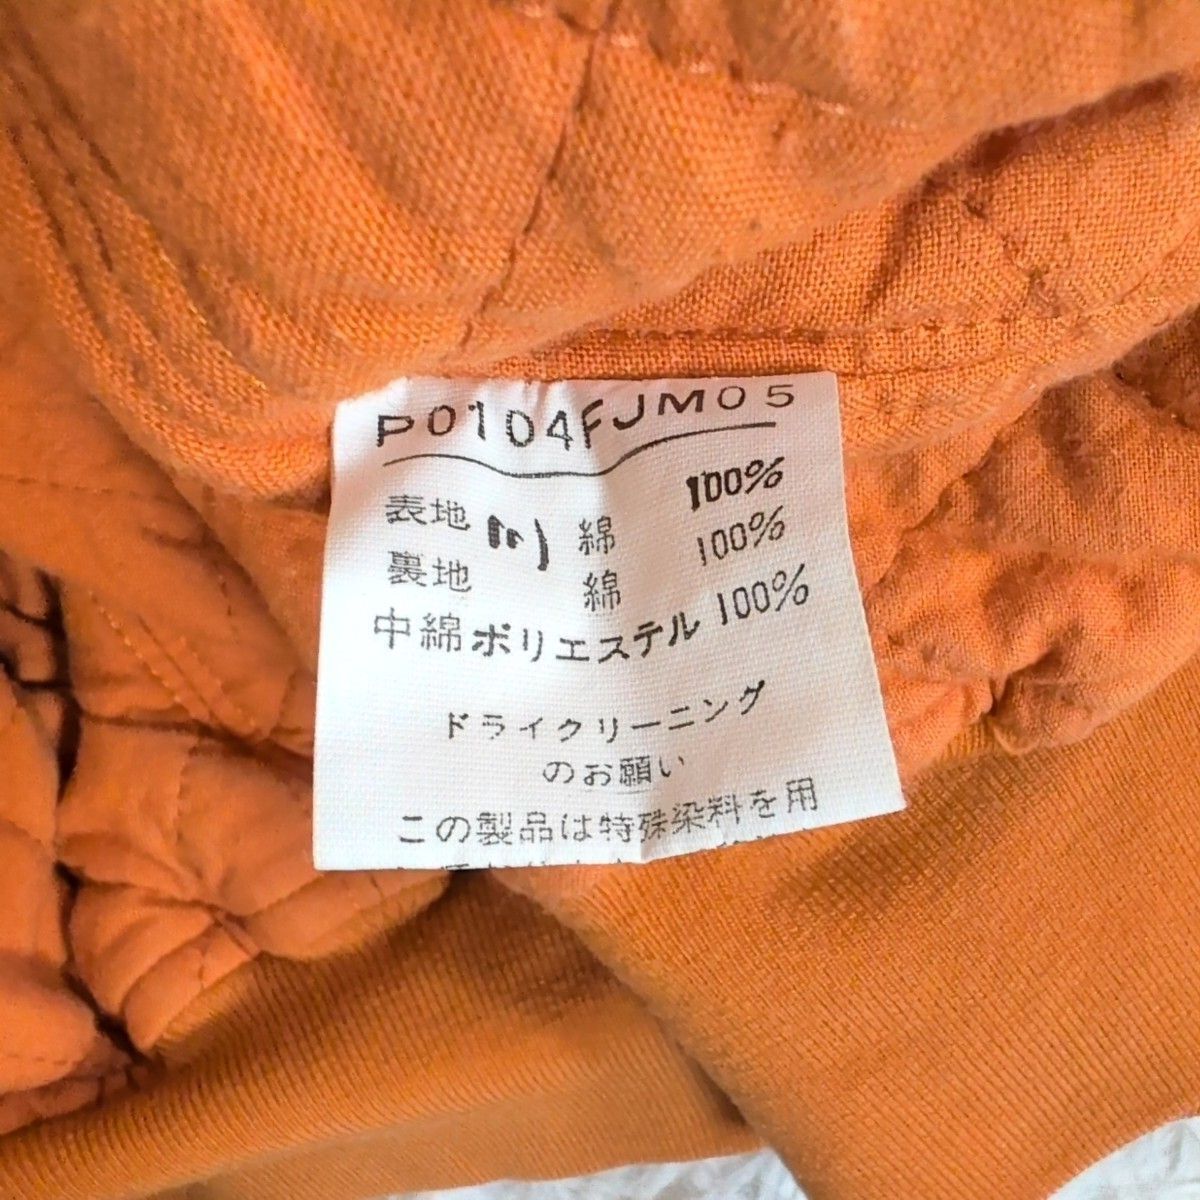 P0104FJM05
表地 綿 100%
裏地 綿 100%
中綿 ポリエステル 100%
ドライクリーニング
のお願い
この製品は特殊染料を用